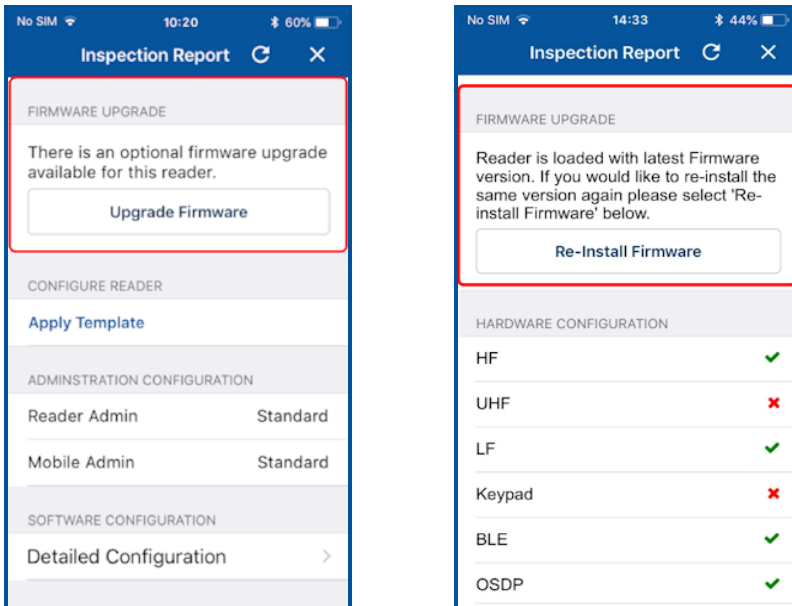 No SIM 10:20 60%
Inspection Report
FIRMWARE UPGRADE
There is an optional firmware upgrade
available for this reader.
Upgrade Firmware
CONFIGURE READER
Apply Template
ADMINSTRATION CONFIGURATION
Reader Admin Standard
Mobile Admin Standard
SOFTWARE CONFIGURATION
Detailed Configuration
No SIM 14:33 44%
Inspection Report
FIRMWARE UPGRADE
Reader is loaded with latest Firmware
version. If you would like to re-install the
same version again please select 'Re-
install Firmware' below.
Re-Install Firmware
HARDWARE CONFIGURATION
HF
UHF
LF
Keypad
BLE
OSDP